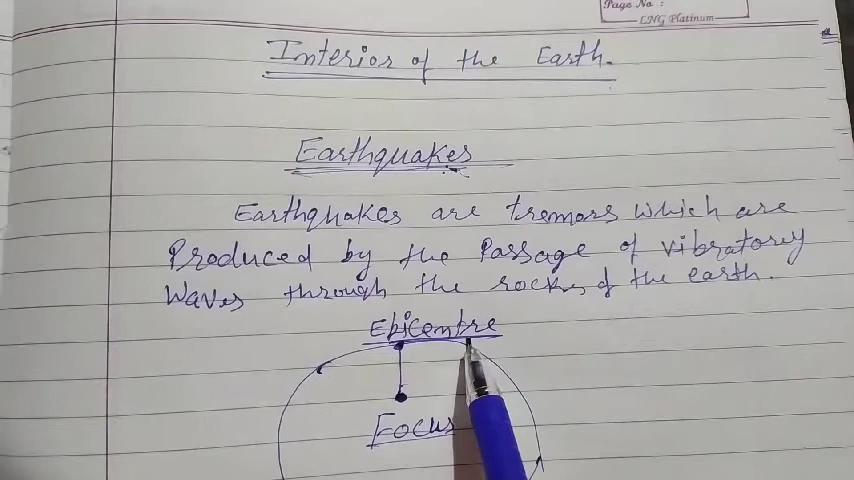 Page No :
LNG Platinum
Interior of the Earth.
Earthquakes
Earthquakes are tremors which are
Produced by the Passage of vibratory
Waves through the rocks of the earth.
Epicentre
Focus